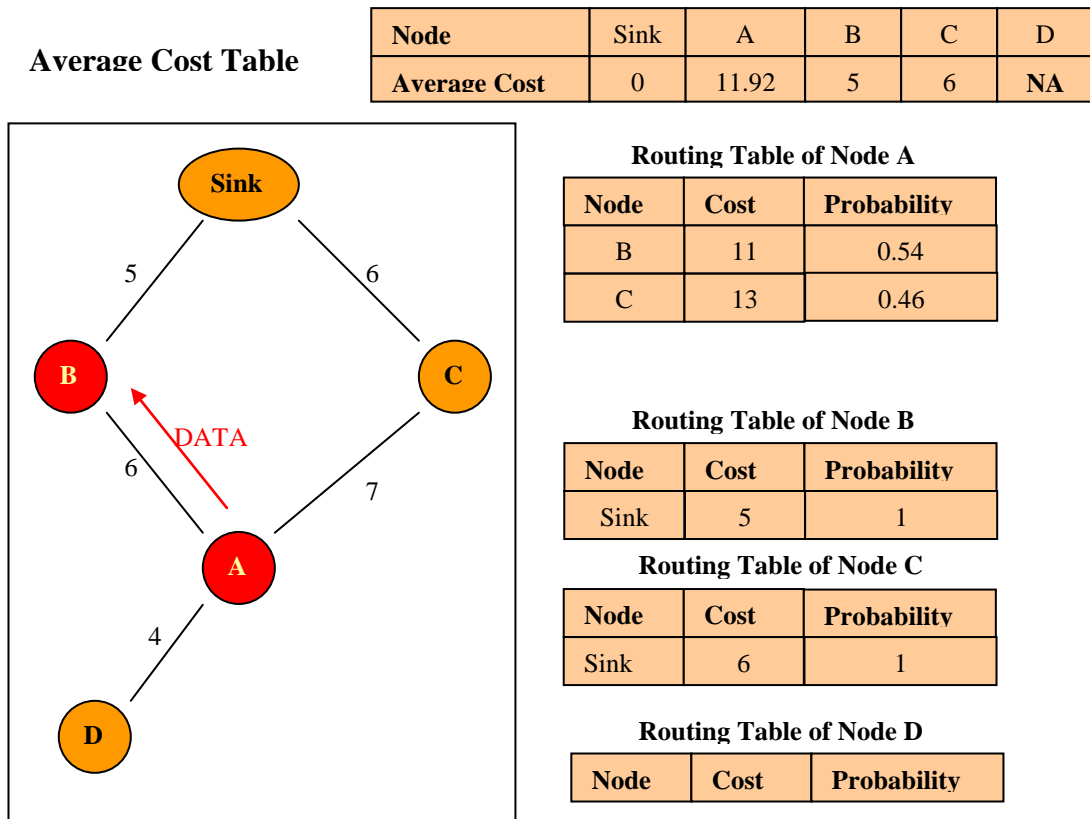 Average Cost Table
Node Sink A B C D
Average Cost 0 11.92 5 6 NA
Sink
5
6
B
C
DATA
6
7
A
4
D
Routing Table of Node A
Node Cost Probability
B 11 0.54
C 13 0.46
Routing Table of Node B
Node Cost Probability
Sink 5 1
Routing Table of Node C
Node Cost Probability
Sink 6 1
Routing Table of Node D
Node Cost Probability